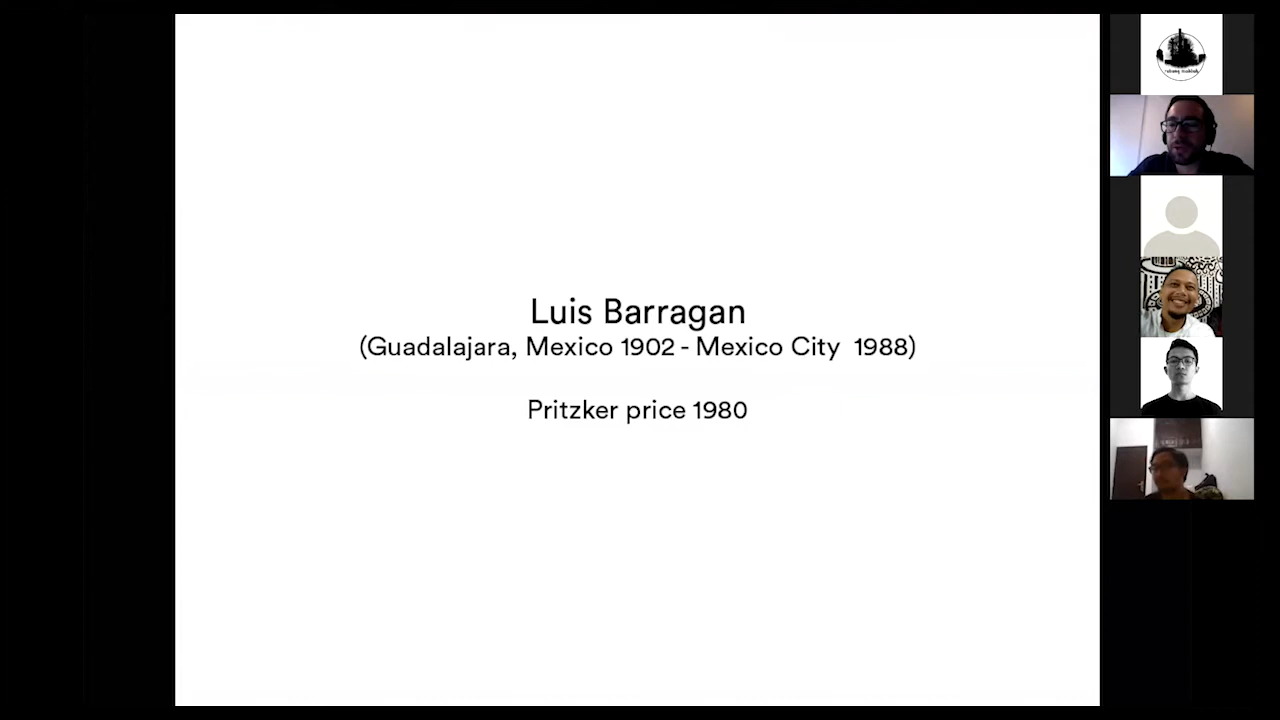 Luis Barragan
(Guadalajara, Mexico 1902 - Mexico City 1988)
Pritzker price 1980